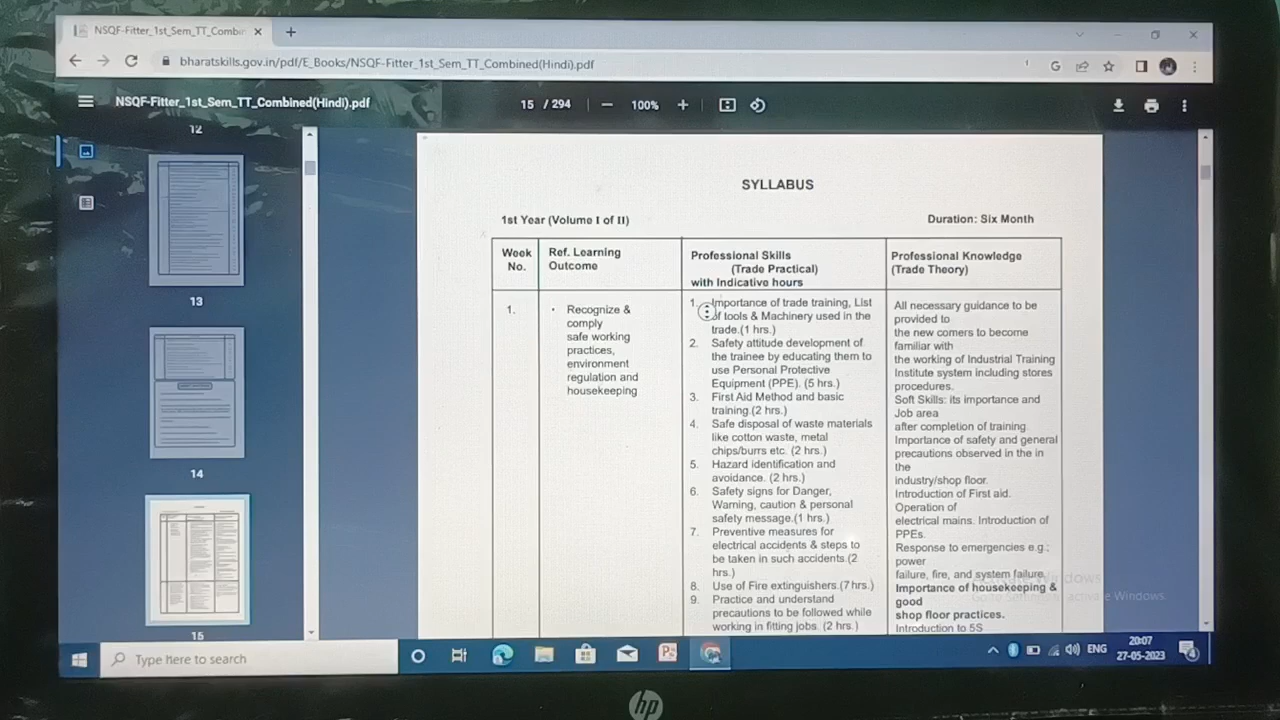 NSQF-Fitter_1st_Sem_TT_Combin
bharatskills.gov.in/pdf/E_Books/NSQF-Fitter_1st_Sem_TT_Combined(Hindi).pdf
NSQF-Fitter_1st_Sem_TT_Combined(Hindi).pdf
15 / 294
100%
12
13
14
15
SYLLABUS
1st Year (Volume I of II)
Duration: Six Month
Week
No.
Ref. Learning
Outcome
Professional Skills
(Trade Practical)
with Indicative hours
Professional Knowledge
(Trade Theory)
1.
• Recognize &
comply
safe working
practices,
environment
regulation and
housekeeping
1. Importance of trade training, List
of tools & Machinery used in the
trade.(1 hrs.)
2. Safety attitude development of
the trainee by educating them to
use Personal Protective
Equipment (PPE). (5 hrs.)
3. First Aid Method and basic
training.(2 hrs.)
4. Safe disposal of waste materials
like cotton waste, metal
chips/burrs etc. (2 hrs.)
5. Hazard identification and
avoidance. (2 hrs.)
6. Safety signs for Danger,
Warning, caution & personal
safety message.(1 hrs.)
7. Preventive measures for
electrical accidents & steps to
be taken in such accidents.(2
hrs.)
8. Use of Fire extinguishers.(7 hrs.)
9. Practice and understand
precautions to be followed while
working in fitting jobs. (2 hrs.)
All necessary guidance to be
provided to
the new comers to become
familiar with
the working of Industrial Training
Institute system including stores
procedures.
Soft Skills: its importance and
Job area
after completion of training.
Importance of safety and general
precautions observed in the in
the
industry/shop floor.
Introduction of First aid.
Operation of
electrical mains. Introduction of
PPEs.
Response to emergencies e.g.;
power
failure, fire, and system failure.
Importance of housekeeping &
good
shop floor practices.
Introduction to 5S
Type here to search
ENG
20:07
27-05-2023
4
hp